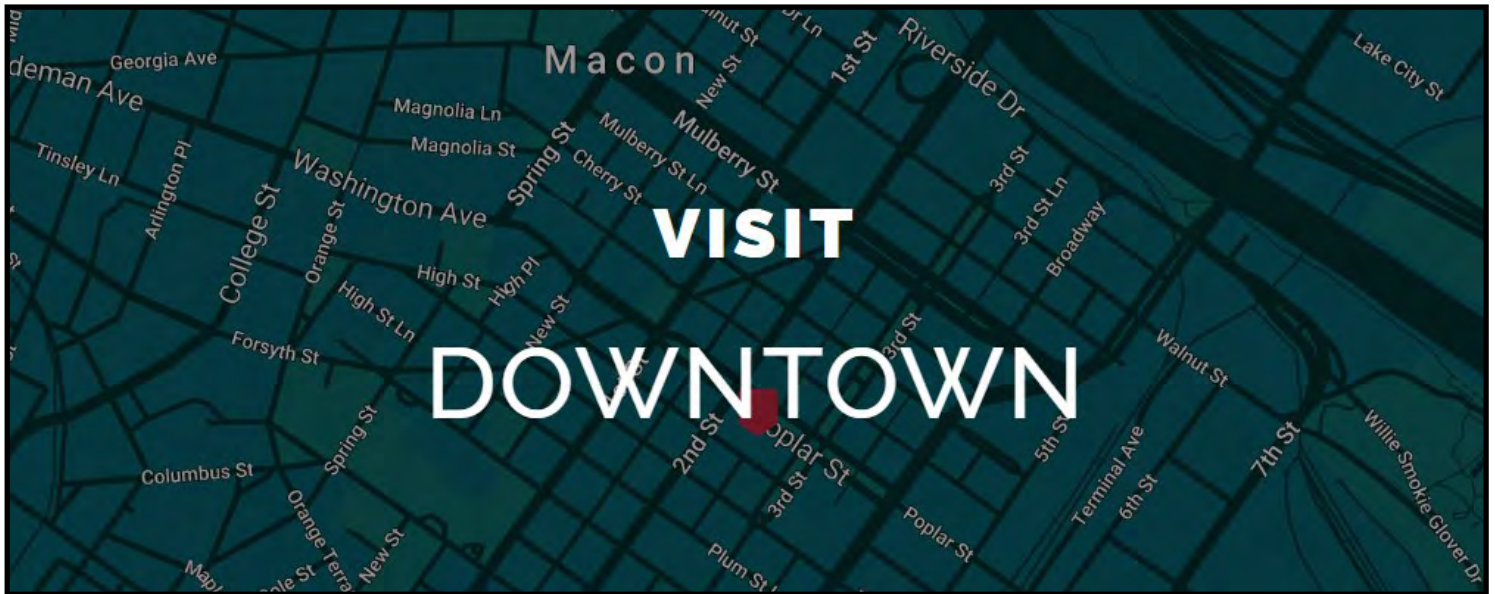 Macon
VISIT
DOWNTOWN
Georgia Ave
deman Ave
Magnolia Ln
Magnolia St
Tinsley Ln
Arlington Pl
College St
Orange St
Washington Ave
Spring St
Mulberry St Ln
Cherry St
Mulberry St
New St
1st St
Riverside Dr
Lake City St
3rd St
3rd St Ln
Broadway
High St
High Pl
High St Ln
New St
Forsyth St
Spring St
Columbus St
Orange Terra
New St
2nd St
oplar St
3rd St
3rd St
Poplar St
Plum St
5th St
Terminal Ave
6th St
7th St
Walnut St
Willie Smokie Glover Dr